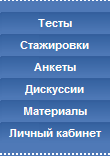 Тесты
Стажировки
Анкеты
Дискуссии
Материалы
Личный кабинет